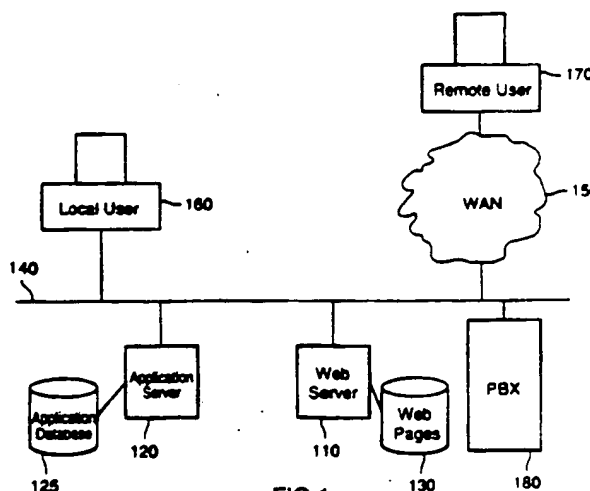 Remote User
170
WAN
15
Local User
160
140
Application
Server
120
Application
Database
125
Web
Server
110
Web
Pages
130
PBX
180